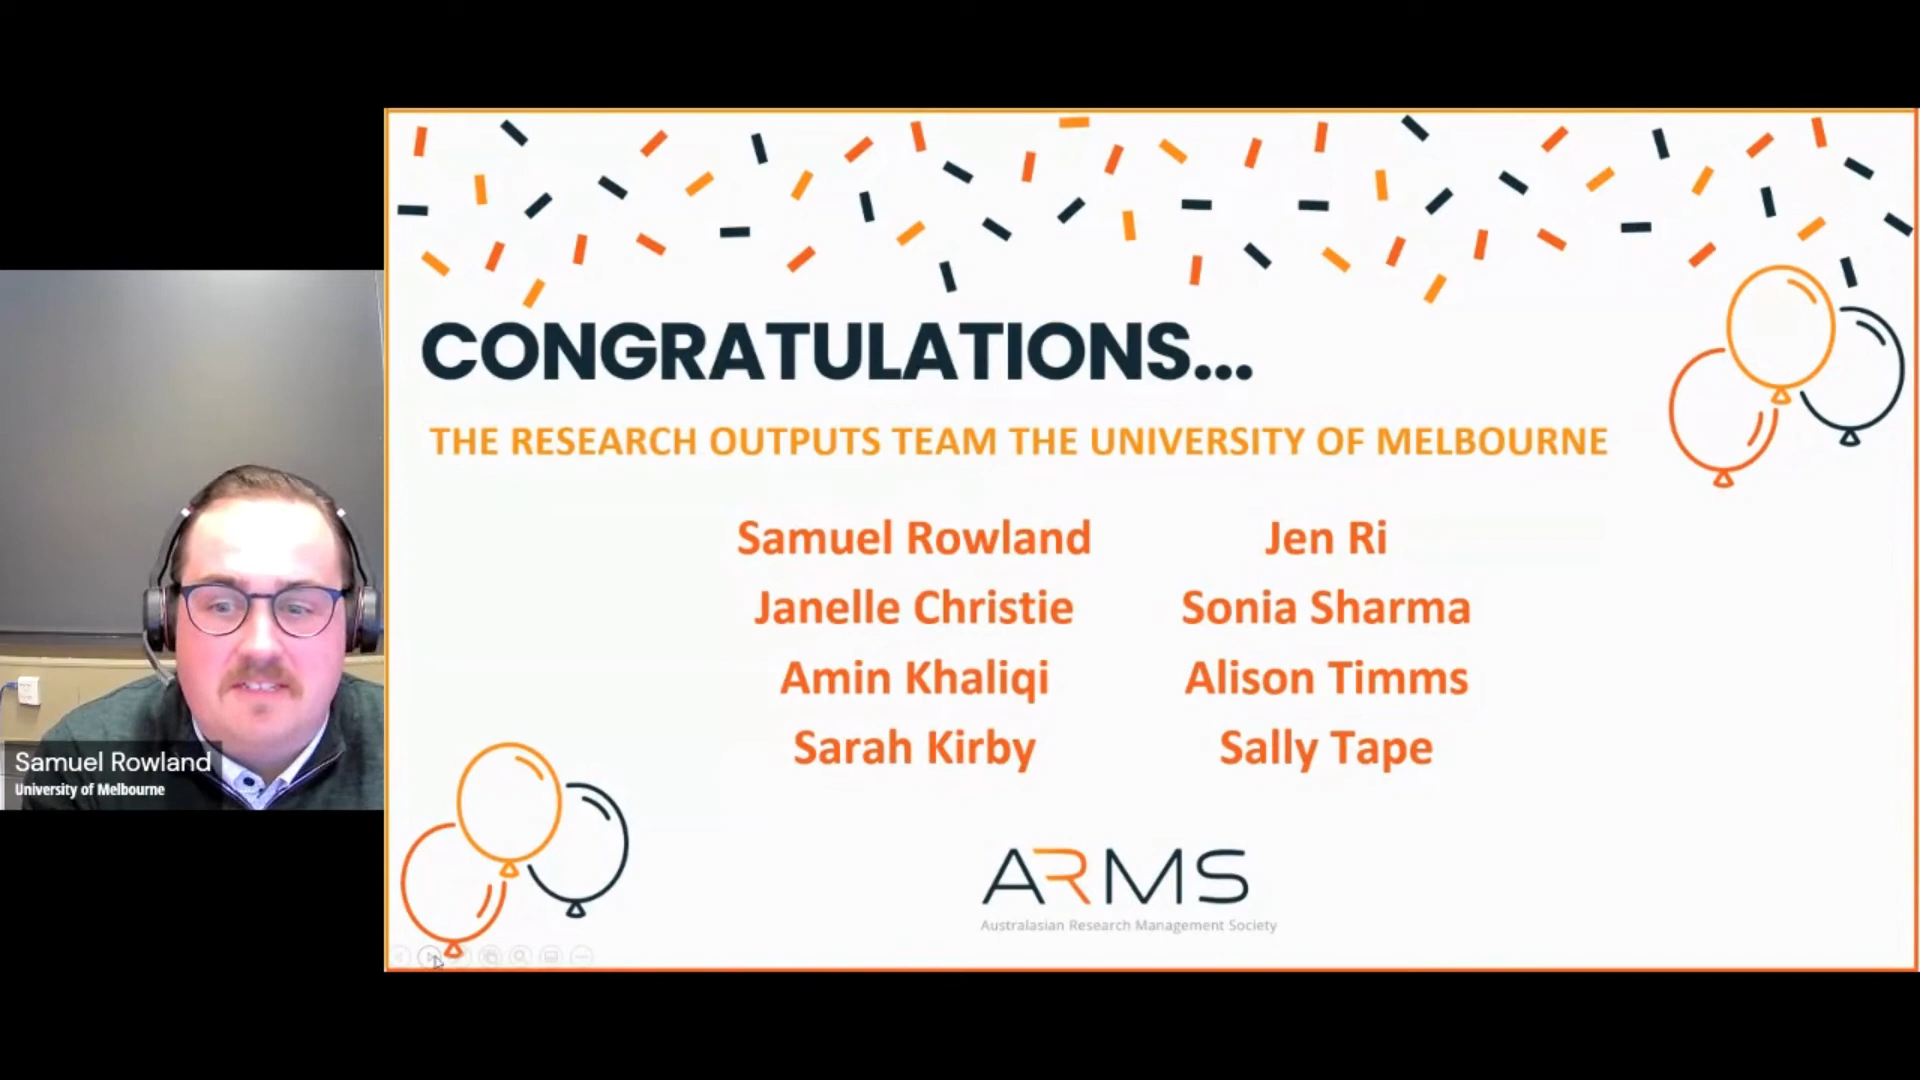 CONGRATULATIONS...
THE RESEARCH OUTPUTS TEAM THE UNIVERSITY OF MELBOURNE
Samuel Rowland
Jen Ri
Janelle Christie
Sonia Sharma
Amin Khaliqi
Alison Timms
Sarah Kirby
Sally Tape
ARMS
Australasian Research Management Society
Samuel Rowland
University of Melbourne